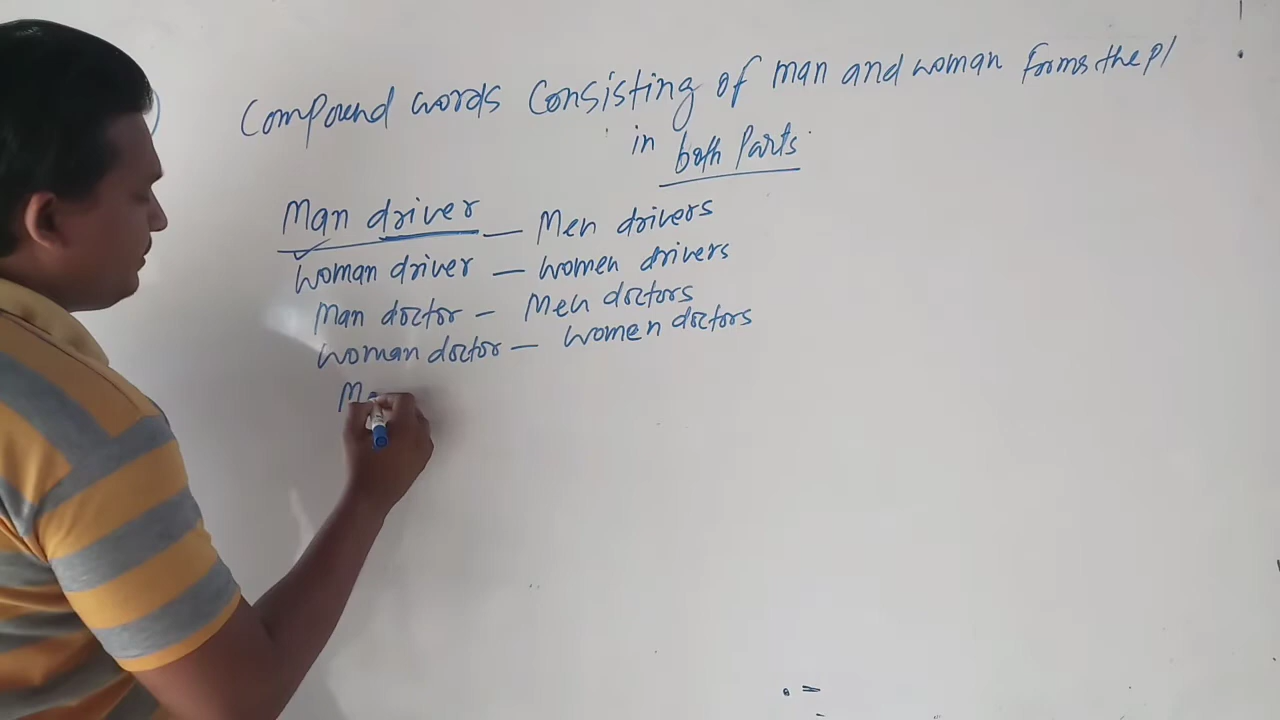 Compound words consisting of man and woman forms the pl
in both Parts
Man driver — Men drivers
Woman driver — Women drivers
Man doctor - Men doctors
Woman doctor — Women doctors